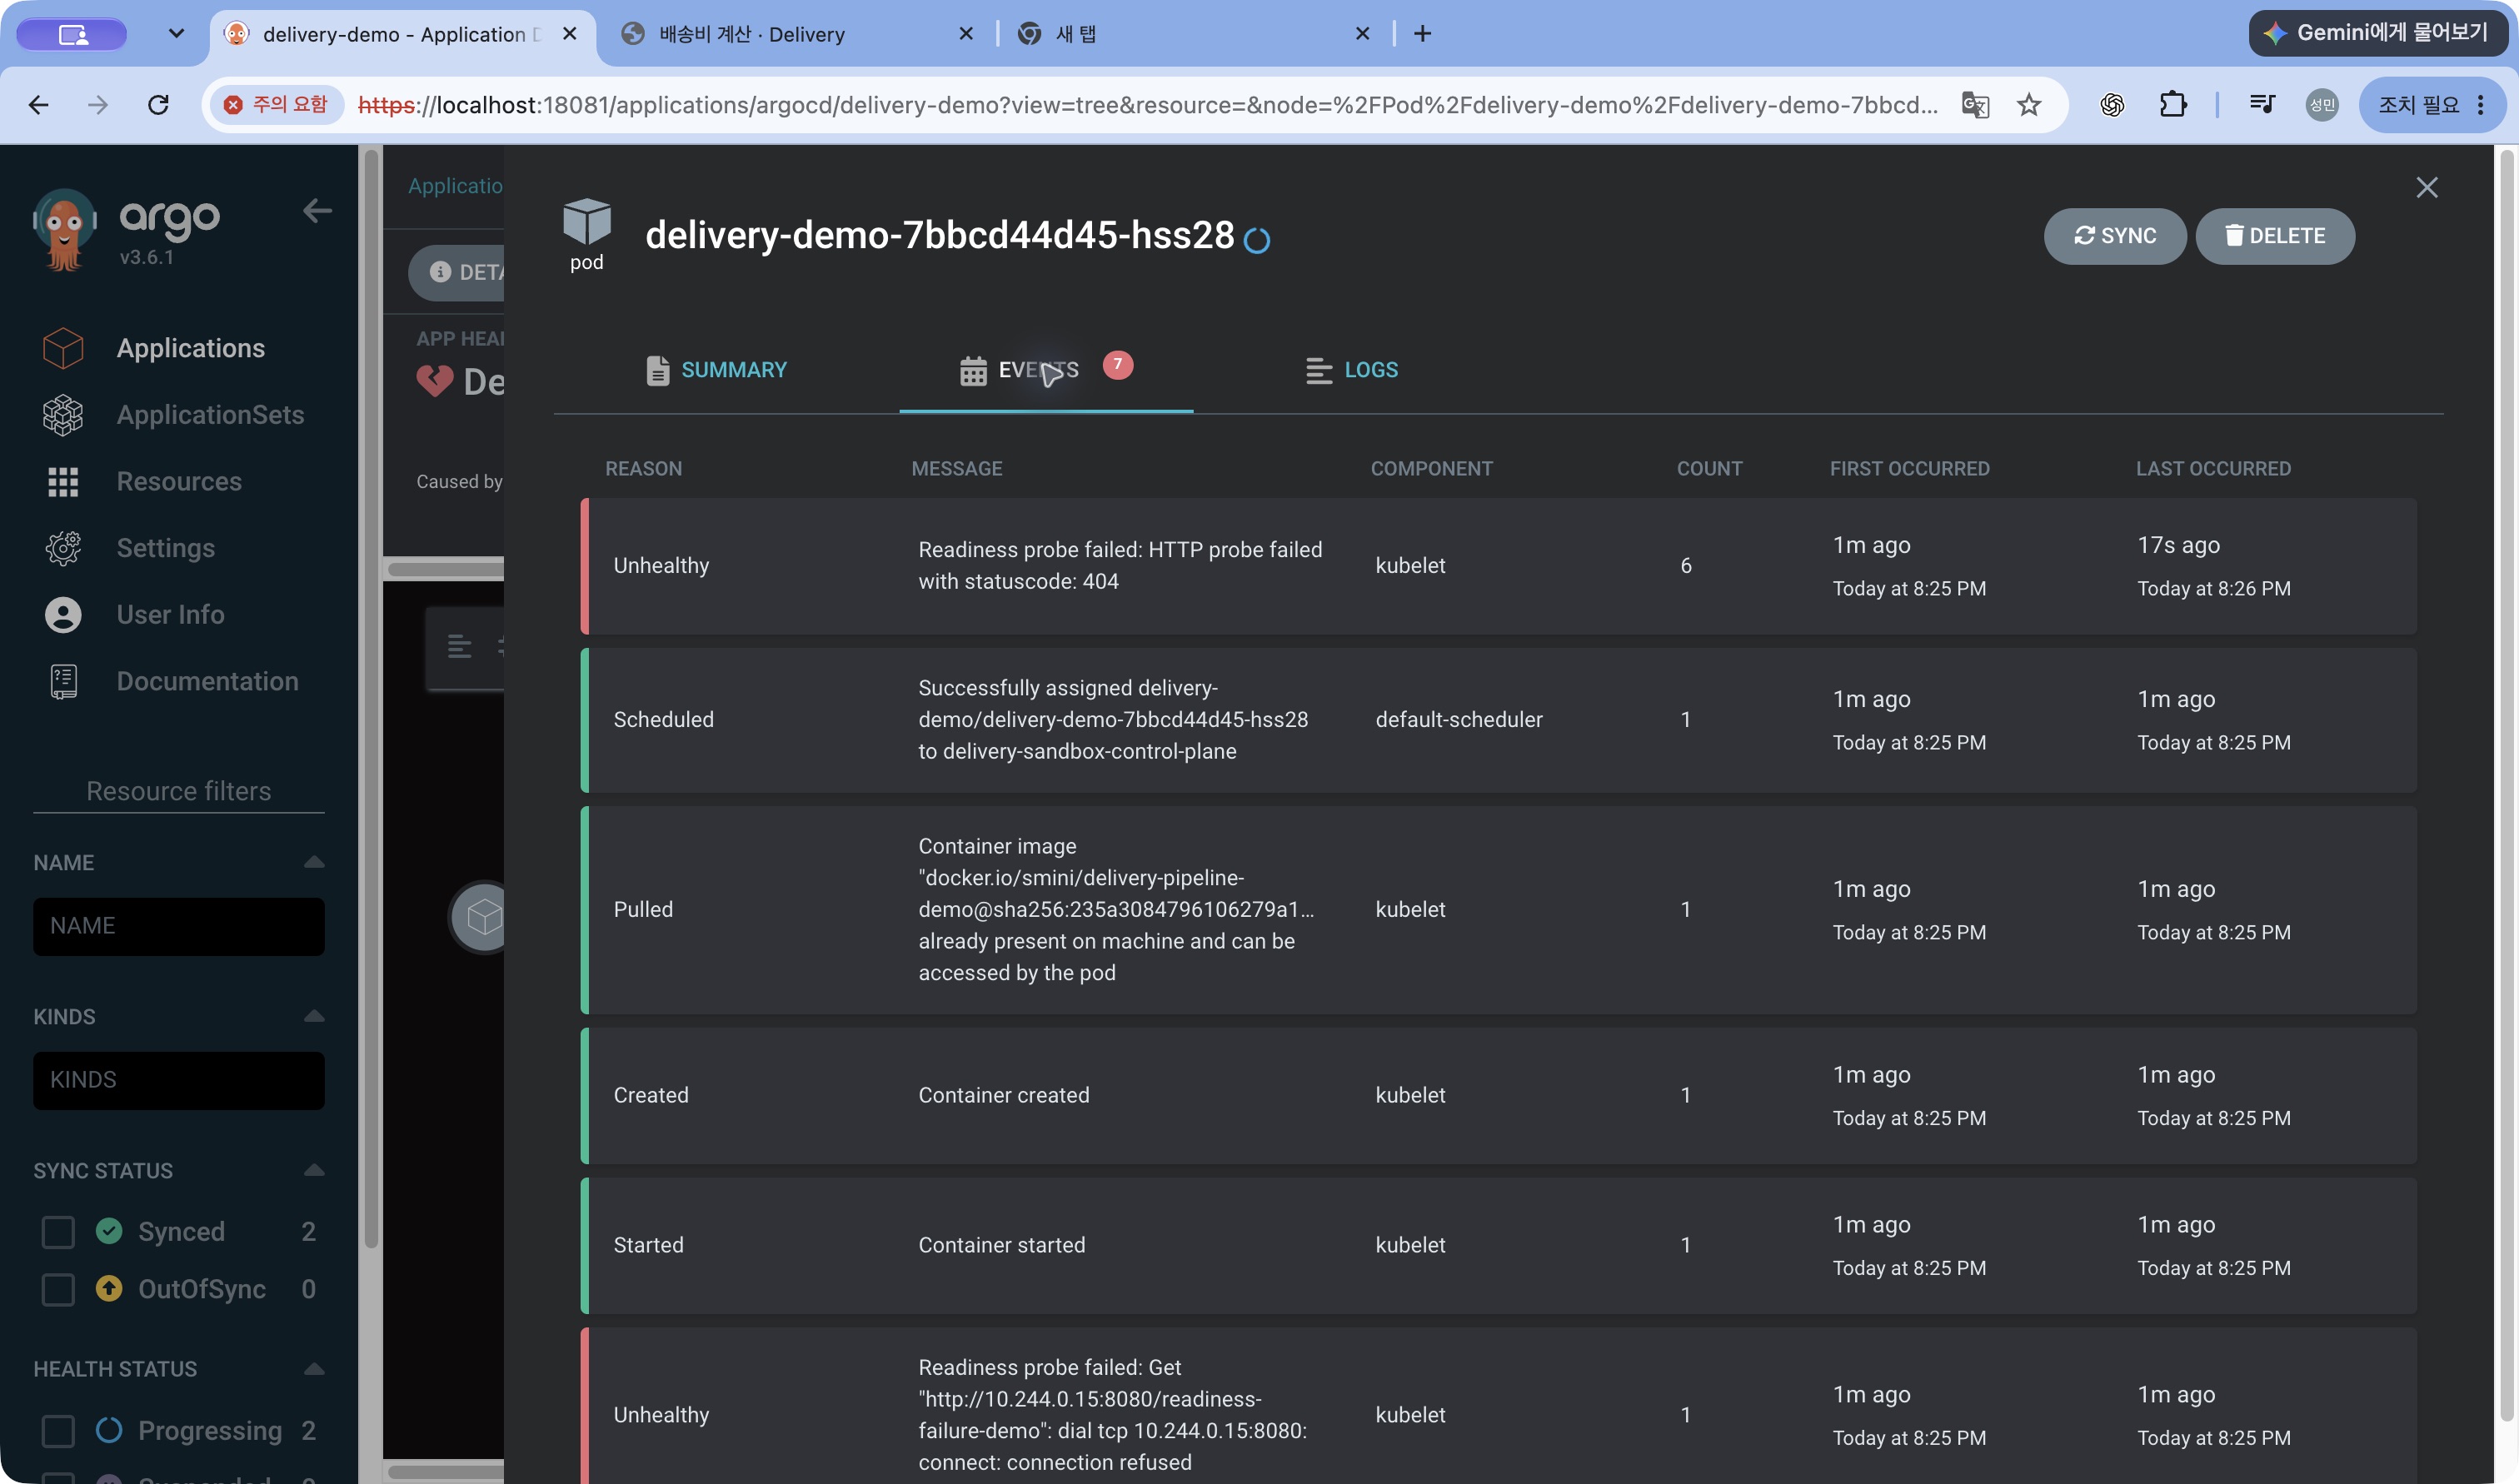 delivery-demo - Application D
배송비 계산 · Delivery
새 탭
Gemini에게 물어보기
주의 요함
https://localhost:18081/applications/argocd/delivery-demo?view=tree&resource=&node=%2FPod%2Fdelivery-demo%2Fdelivery-demo-7bbcd...
성민
조치 필요
argo
v3.6.1
Applications
ApplicationSets
Resources
Settings
User Info
Documentation
Resource filters
NAME
NAME
KINDS
KINDS
SYNC STATUS
Synced 2
OutOfSync 0
HEALTH STATUS
Progressing 2
Applicatio
DETA
APP HEAL
De
Caused by
pod
delivery-demo-7bbcd44d45-hss28
SYNC
DELETE
SUMMARY
EVENTS 7
LOGS
REASON MESSAGE COMPONENT COUNT FIRST OCCURRED LAST OCCURRED
Unhealthy
Readiness probe failed: HTTP probe failed
with statuscode: 404
kubelet
6
1m ago
Today at 8:25 PM
17s ago
Today at 8:26 PM
Scheduled
Successfully assigned delivery-
demo/delivery-demo-7bbcd44d45-hss28
to delivery-sandbox-control-plane
default-scheduler
1
1m ago
Today at 8:25 PM
1m ago
Today at 8:25 PM
Pulled
Container image
"docker.io/smini/delivery-pipeline-
demo@sha256:235a3084796106279a1...
already present on machine and can be
accessed by the pod
kubelet
1
1m ago
Today at 8:25 PM
1m ago
Today at 8:25 PM
Created
Container created
kubelet
1
1m ago
Today at 8:25 PM
1m ago
Today at 8:25 PM
Started
Container started
kubelet
1
1m ago
Today at 8:25 PM
1m ago
Today at 8:25 PM
Unhealthy
Readiness probe failed: Get
"http://10.244.0.15:8080/readiness-
failure-demo": dial tcp 10.244.0.15:8080:
connect: connection refused
kubelet
1
1m ago
Today at 8:25 PM
1m ago
Today at 8:25 PM